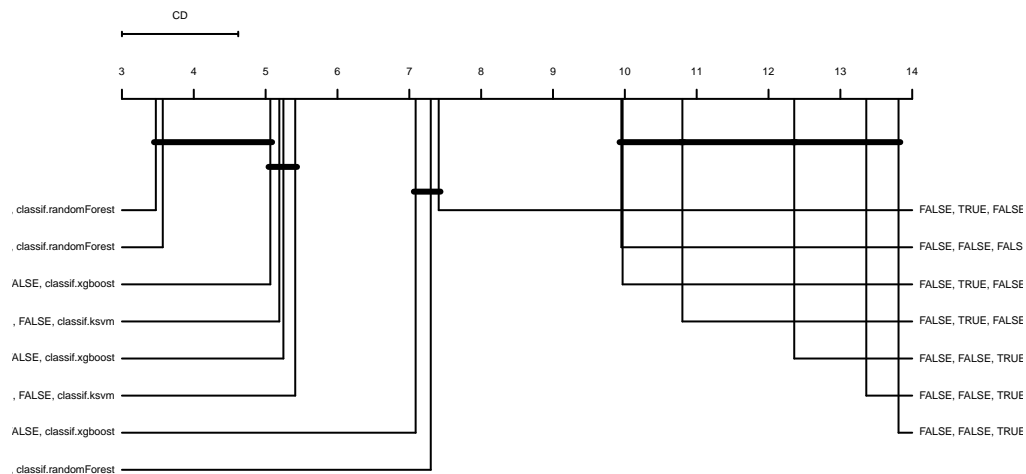 CD
3 4 5 6 7 8 9 10 11 12 13 14
, classif.randomForest
FALSE, TRUE, FALSE
, classif.randomForest
FALSE, FALSE, FALS
ALSE, classif.xgboost
FALSE, TRUE, FALSE
, FALSE, classif.ksvm
FALSE, TRUE, FALSE
ALSE, classif.xgboost
FALSE, FALSE, TRUE
, FALSE, classif.ksvm
FALSE, FALSE, TRUE
ALSE, classif.xgboost
FALSE, FALSE, TRUE
, classif.randomForest